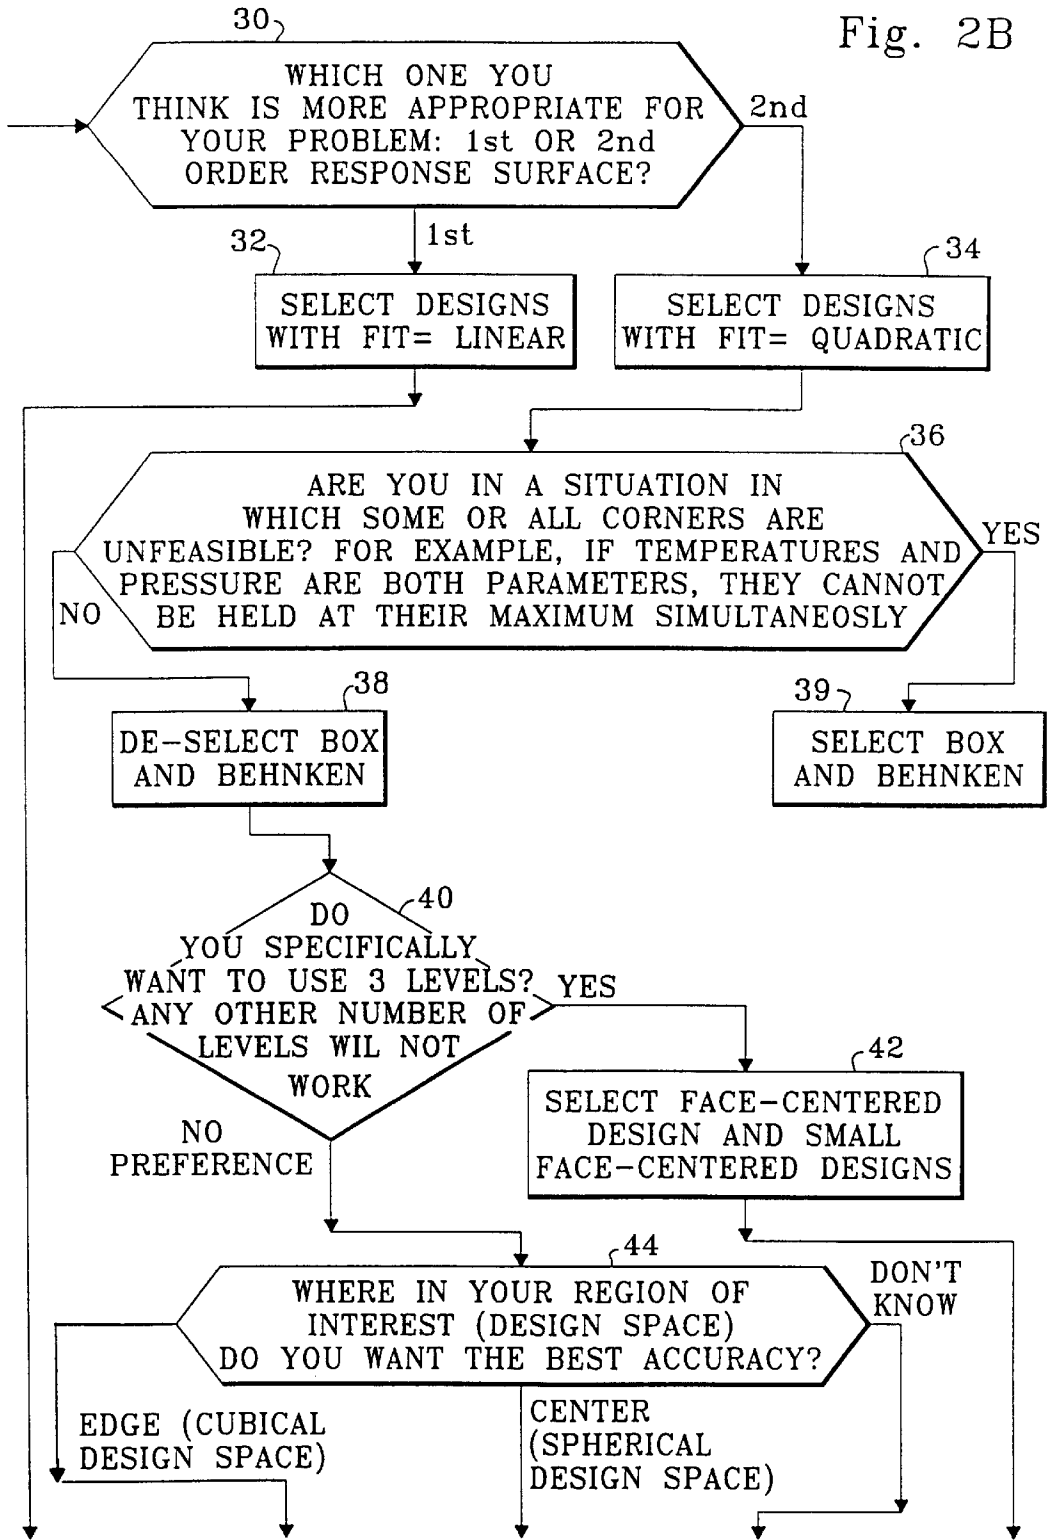 30
Fig. 2B
WHICH ONE YOU
THINK IS MORE APPROPRIATE FOR
YOUR PROBLEM: 1st OR 2nd
ORDER RESPONSE SURFACE?
2nd
1st
32
SELECT DESIGNS
WITH FIT= LINEAR
34
SELECT DESIGNS
WITH FIT= QUADRATIC
36
ARE YOU IN A SITUATION IN
WHICH SOME OR ALL CORNERS ARE
UNFEASIBLE? FOR EXAMPLE, IF TEMPERATURES AND
PRESSURE ARE BOTH PARAMETERS, THEY CANNOT
BE HELD AT THEIR MAXIMUM SIMULTANEOSLY
YES
NO
38
DE-SELECT BOX
AND BEHNKEN
39
SELECT BOX
AND BEHNKEN
40
DO
YOU SPECIFICALLY
WANT TO USE 3 LEVELS?
ANY OTHER NUMBER OF
LEVELS WIL NOT
WORK
YES
42
SELECT FACE-CENTERED
DESIGN AND SMALL
FACE-CENTERED DESIGNS
NO
PREFERENCE
44
WHERE IN YOUR REGION OF
INTEREST (DESIGN SPACE)
DO YOU WANT THE BEST ACCURACY?
DON'T
KNOW
EDGE (CUBICAL
DESIGN SPACE)
CENTER
(SPHERICAL
DESIGN SPACE)